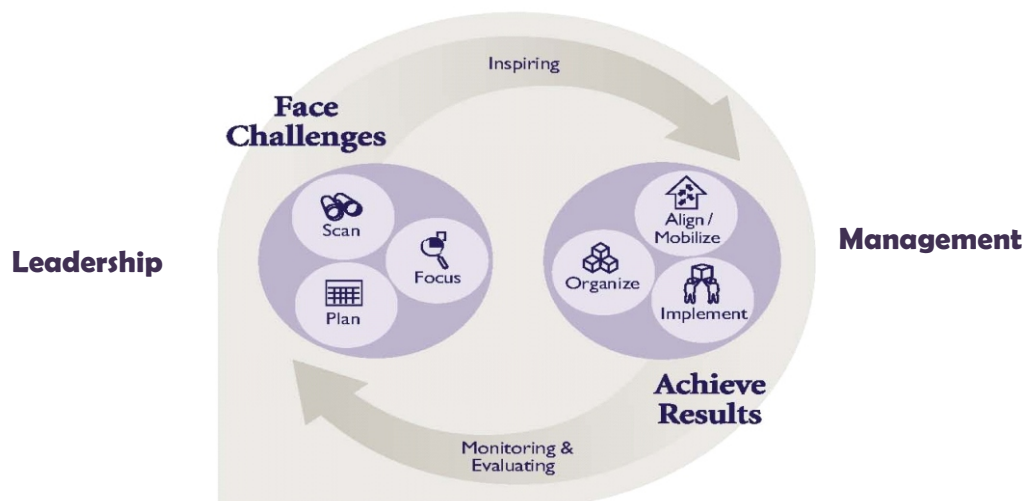 Inspiring
Face
Challenges
Scan
Focus
Plan
Leadership
Align /
Mobilize
Organize
Implement
Management
Achieve
Results
Monitoring &
Evaluating